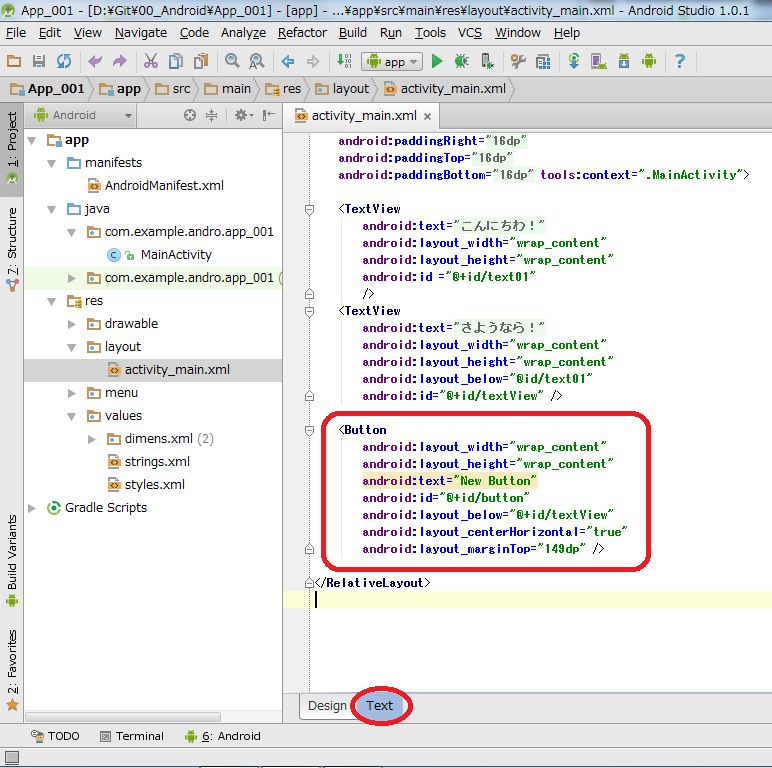 App_001 - [D:¥Git¥00_Android¥App_001] - [app] - ...¥app¥src¥main¥res¥layout¥activity_main.xml - Android Studio 1.0.1
File Edit View Navigate Code Analyze Refactor Build Run Tools VCS Window Help
app
App_001 app src main res layout activity_main.xml
1: Project
7: Structure
Build Variants
2: Favorites
Android
app
manifests
AndroidManifest.xml
java
com.example.andro.app_001
MainActivity
com.example.andro.app_001 (
res
drawable
layout
activity_main.xml
menu
values
dimens.xml (2)
strings.xml
styles.xml
Gradle Scripts
activity_main.xml
android:paddingRight="16dp"
android:paddingTop="16dp"
android:paddingBottom="16dp" tools:context=".MainActivity">
<TextView
android:text="こんにちわ！"
android:layout_width="wrap_content"
android:layout_height="wrap_content"
android:id ="@+id/text01"
/>
<TextView
android:text="さようなら！"
android:layout_width="wrap_content"
android:layout_height="wrap_content"
android:layout_below="@id/text01"
android:id="@+id/textView" />
<Button
android:layout_width="wrap_content"
android:layout_height="wrap_content"
android:text="New Button"
android:id="@+id/button"
android:layout_below="@+id/textView"
android:layout_centerHorizontal="true"
android:layout_marginTop="149dp" />
</RelativeLayout>
Design Text
TODO Terminal 6: Android